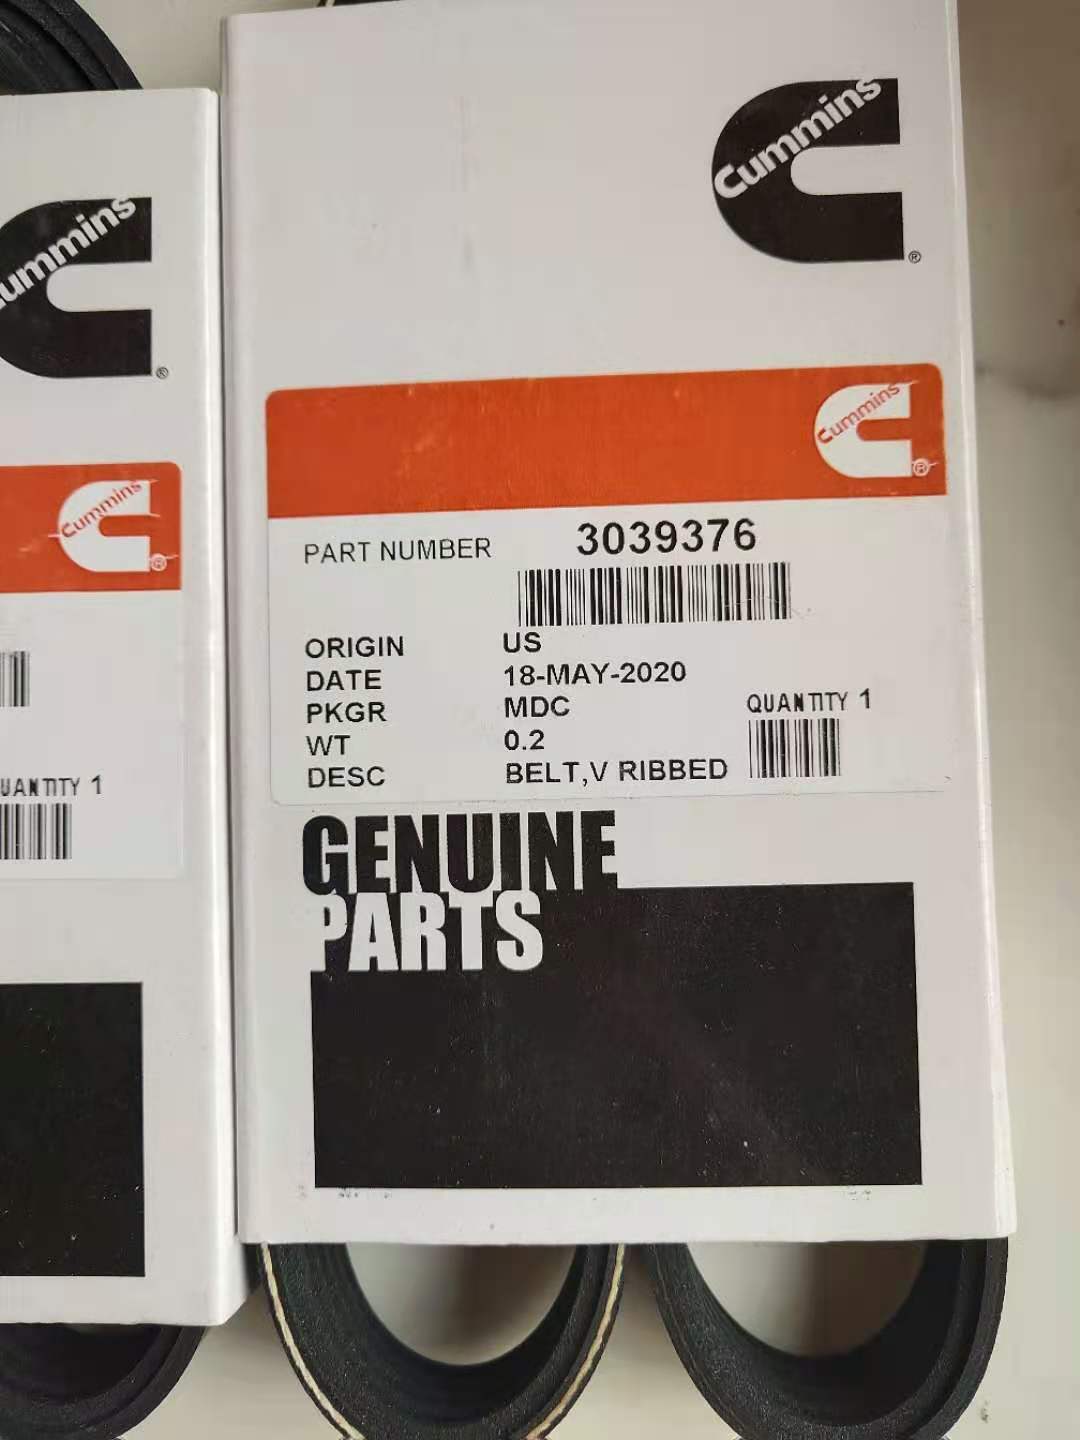 Cummins
®
Cummins
®
PART NUMBER 3039376
ORIGIN US
DATE 18-MAY-2020
PKGR MDC
QUANTITY 1
WT 0.2
DESC BELT,V RIBBED
GENUINE
PARTS
ummins
®
Cummins
®
UANTITY 1